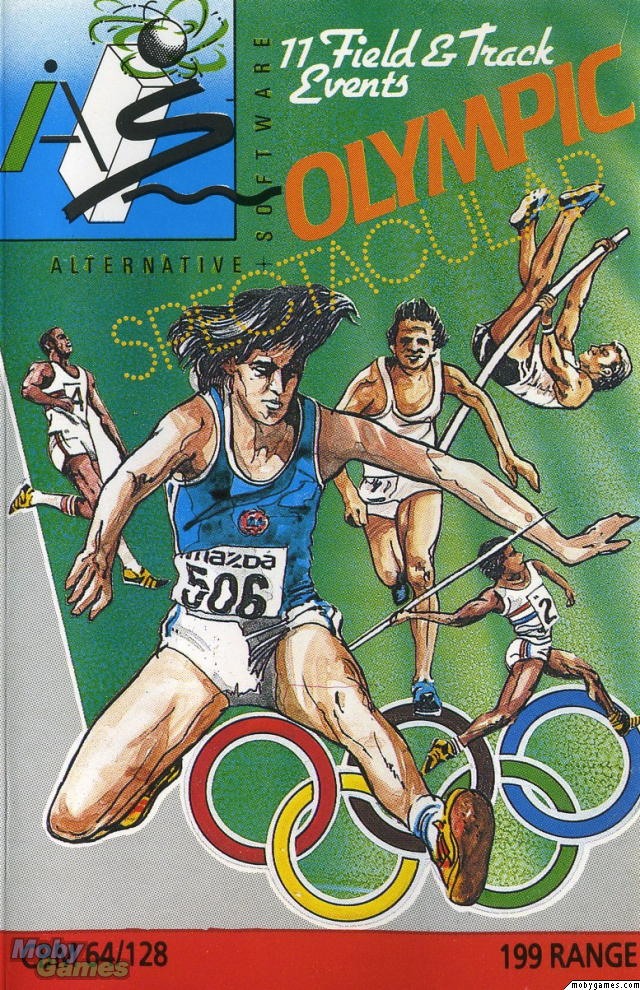 11 Field & Track
Events
OLYMPIC
SPECTACULAR
ALTERNATIVE + SOFTWARE
4
mazda
506
2
64/128
199 RANGE
Moby
Games
mobygames.com